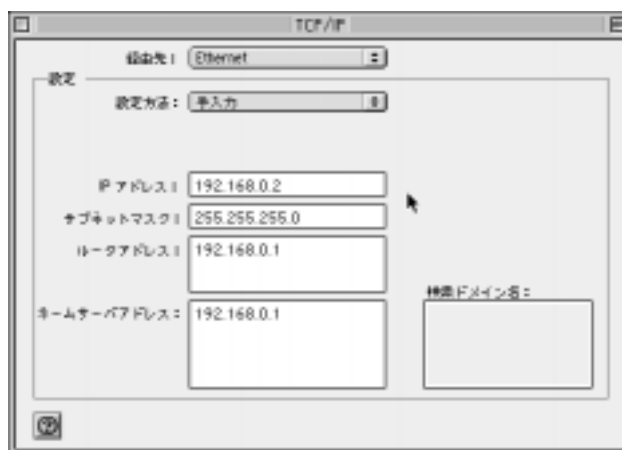 TCP/IP
経由先： Ethernet
設定
設定方法： 手入力
IP アドレス： 192.168.0.2
サブネットマスク： 255.255.255.0
ルータアドレス： 192.168.0.1
検索ドメイン名：
ネームサーバアドレス： 192.168.0.1